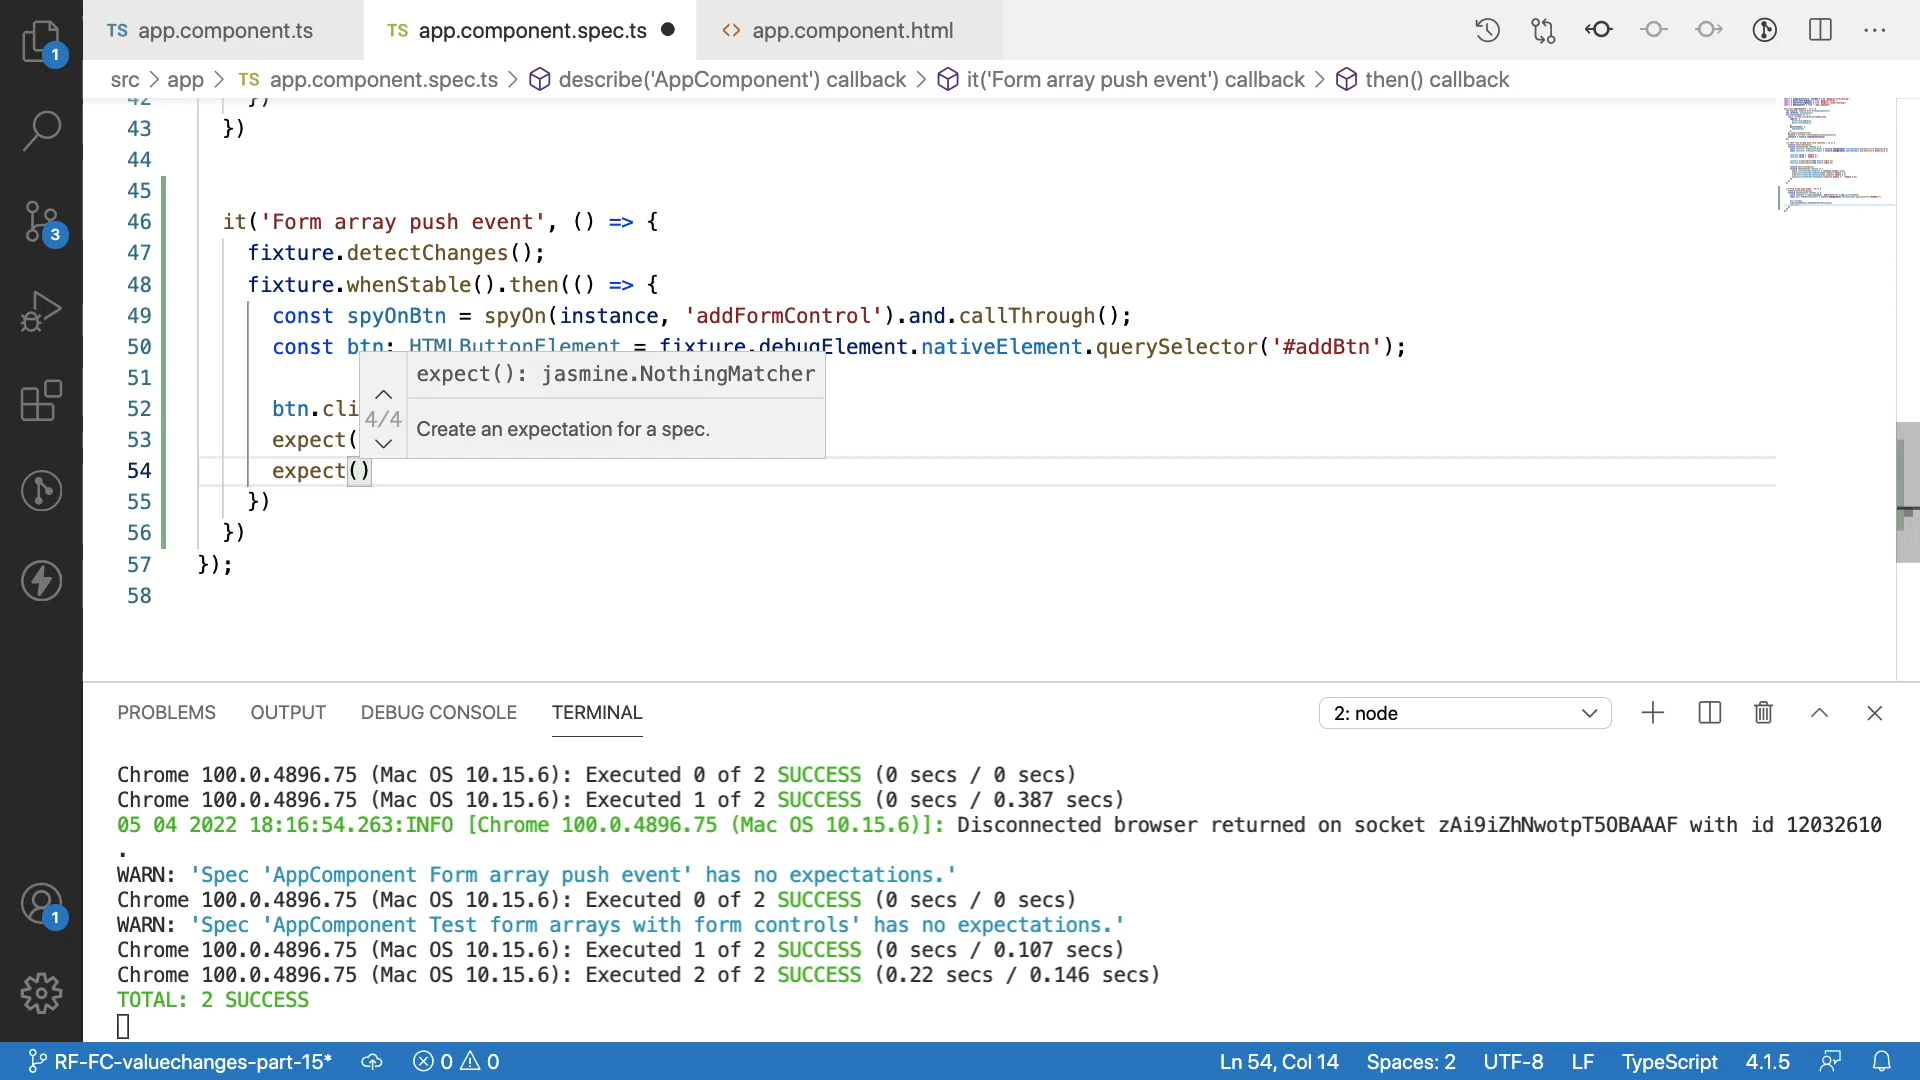 1
TS app.component.ts
TS app.component.spec.ts
<> app.component.html
src > app > TS app.component.spec.ts > describe('AppComponent') callback > it('Form array push event') callback > then() callback
42 })
43 })
44
45
46 it('Form array push event', () => {
47 fixture.detectChanges();
48 fixture.whenStable().then(() => {
49 const spyOnBtn = spyOn(instance, 'addFormControl').and.callThrough();
50 const btn: HTMLButtonElement = fixture.debugElement.nativeElement.querySelector('#addBtn');
51
expect(): jasmine.NothingMatcher
4/4
Create an expectation for a spec.
52 btn.cli
53 expect(
54 expect()
55 })
56 })
57 });
58
3
1
PROBLEMS OUTPUT DEBUG CONSOLE TERMINAL
2: node
Chrome 100.0.4896.75 (Mac OS 10.15.6): Executed 0 of 2 SUCCESS (0 secs / 0 secs)
Chrome 100.0.4896.75 (Mac OS 10.15.6): Executed 1 of 2 SUCCESS (0 secs / 0.387 secs)
05 04 2022 18:16:54.263:INFO [Chrome 100.0.4896.75 (Mac OS 10.15.6)]: Disconnected browser returned on socket zAi9iZhNwotpT5OBAAAF with id 12032610
.
WARN: 'Spec 'AppComponent Form array push event' has no expectations.'
Chrome 100.0.4896.75 (Mac OS 10.15.6): Executed 0 of 2 SUCCESS (0 secs / 0 secs)
WARN: 'Spec 'AppComponent Test form arrays with form controls' has no expectations.'
Chrome 100.0.4896.75 (Mac OS 10.15.6): Executed 1 of 2 SUCCESS (0 secs / 0.107 secs)
Chrome 100.0.4896.75 (Mac OS 10.15.6): Executed 2 of 2 SUCCESS (0.22 secs / 0.146 secs)
TOTAL: 2 SUCCESS
RF-FC-valuechanges-part-15* 0 0 Ln 54, Col 14 Spaces: 2 UTF-8 LF TypeScript 4.1.5